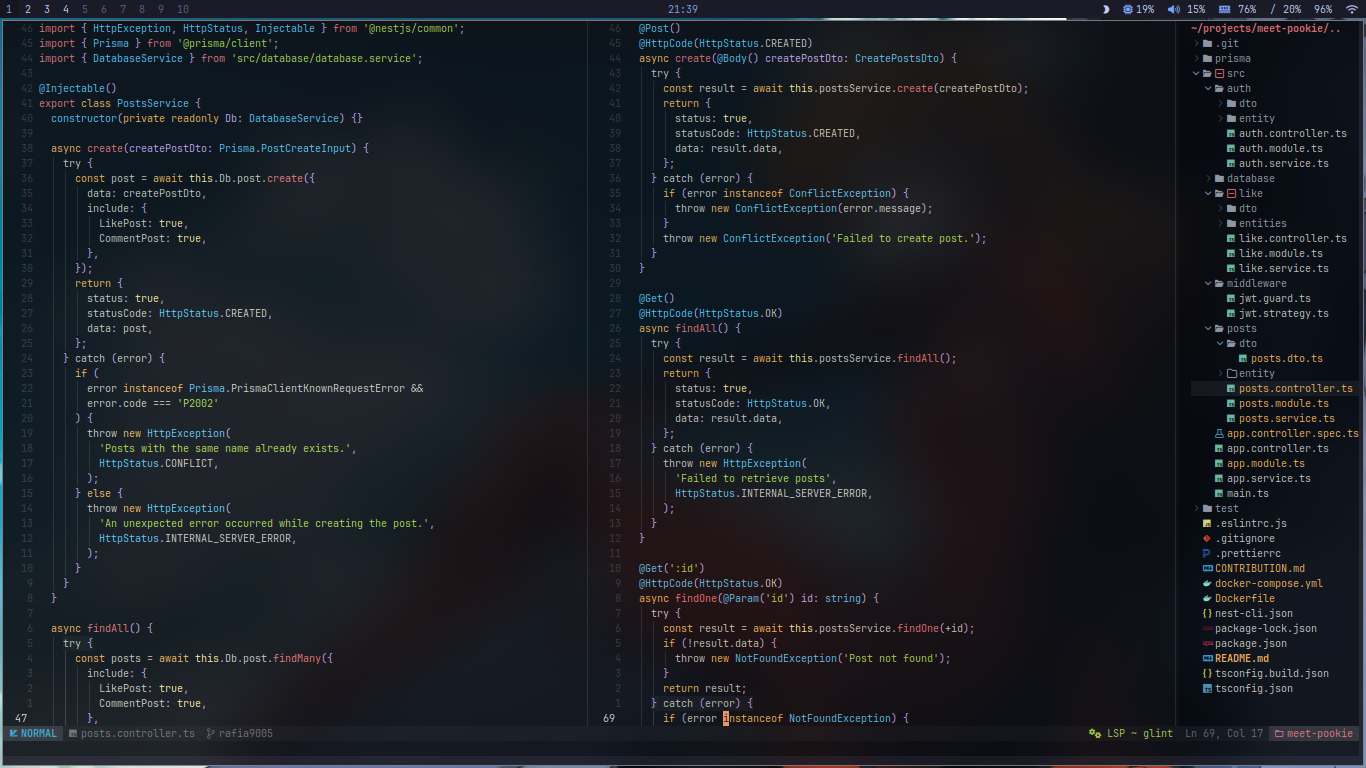 1 2 3 4 5 6 7 8 9 10
21:39
19% 15% 76% / 20% 96%
46 import { HttpException, HttpStatus, Injectable } from '@nestjs/common';
45 import { Prisma } from '@prisma/client';
44 import { DatabaseService } from 'src/database/database.service';
43
42 @Injectable()
41 export class PostsService {
40 constructor(private readonly Db: DatabaseService) {}
39
38 async create(createPostDto: Prisma.PostCreateInput) {
37 try {
36 const post = await this.Db.post.create({
35 data: createPostDto,
34 include: {
33 LikePost: true,
32 CommentPost: true,
31 },
30 });
29 return {
28 status: true,
27 statusCode: HttpStatus.CREATED,
26 data: post,
25 };
24 } catch (error) {
23 if (
22 error instanceof Prisma.PrismaClientKnownRequestError &&
21 error.code === 'P2002'
20 ) {
19 throw new HttpException(
18 'Posts with the same name already exists.',
17 HttpStatus.CONFLICT,
16 );
15 } else {
14 throw new HttpException(
13 'An unexpected error occurred while creating the post.',
12 HttpStatus.INTERNAL_SERVER_ERROR,
11 );
10 }
9 }
8 }
7
6 async findAll() {
5 try {
4 const posts = await this.Db.post.findMany({
3 include: {
2 LikePost: true,
1 CommentPost: true,
47 },
46 @Post()
45 @HttpCode(HttpStatus.CREATED)
44 async create(@Body() createPostDto: CreatePostsDto) {
43 try {
42 const result = await this.postsService.create(createPostDto);
41 return {
40 status: true,
39 statusCode: HttpStatus.CREATED,
38 data: result.data,
37 };
36 } catch (error) {
35 if (error instanceof ConflictException) {
34 throw new ConflictException(error.message);
33 }
32 throw new ConflictException('Failed to create post.');
31 }
30 }
29
28 @Get()
27 @HttpCode(HttpStatus.OK)
26 async findAll() {
25 try {
24 const result = await this.postsService.findAll();
23 return {
22 status: true,
21 statusCode: HttpStatus.OK,
20 data: result.data,
19 };
18 } catch (error) {
17 throw new HttpException(
16 'Failed to retrieve posts',
15 HttpStatus.INTERNAL_SERVER_ERROR,
14 );
13 }
12 }
11
10 @Get(':id')
9 @HttpCode(HttpStatus.OK)
8 async findOne(@Param('id') id: string) {
7 try {
6 const result = await this.postsService.findOne(+id);
5 if (!result.data) {
4 throw new NotFoundException('Post not found');
3 }
2 return result;
1 } catch (error) {
69 if (error instanceof NotFoundException) {
~/projects/meet-pookie/..
.git
prisma
src
auth
dto
entity
auth.controller.ts
auth.module.ts
auth.service.ts
database
like
dto
entities
like.controller.ts
like.module.ts
like.service.ts
middleware
jwt.guard.ts
jwt.strategy.ts
posts
dto
posts.dto.ts
entity
posts.controller.ts
posts.module.ts
posts.service.ts
app.controller.spec.ts
app.controller.ts
app.module.ts
app.service.ts
main.ts
test
.eslintrc.js
.gitignore
.prettierrc
CONTRIBUTION.md
docker-compose.yml
Dockerfile
nest-cli.json
package-lock.json
package.json
README.md
tsconfig.build.json
tsconfig.json
NORMAL posts.controller.ts rafia9005
LSP ~ glint Ln 69, Col 17 meet-pookie